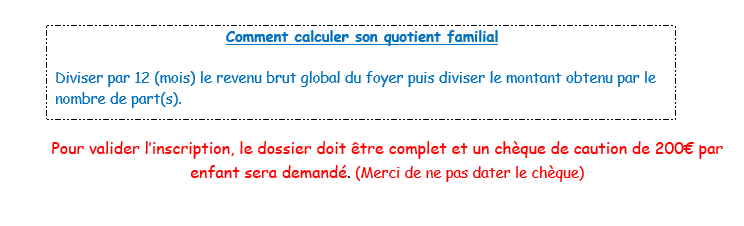 Comment calculer son quotient familial
Diviser par 12 (mois) le revenu brut global du foyer puis diviser le montant obtenu par le
nombre de part(s).
Pour valider l'inscription, le dossier doit être complet et un chèque de caution de 200€ par
enfant sera demandé. (Merci de ne pas dater le chèque)